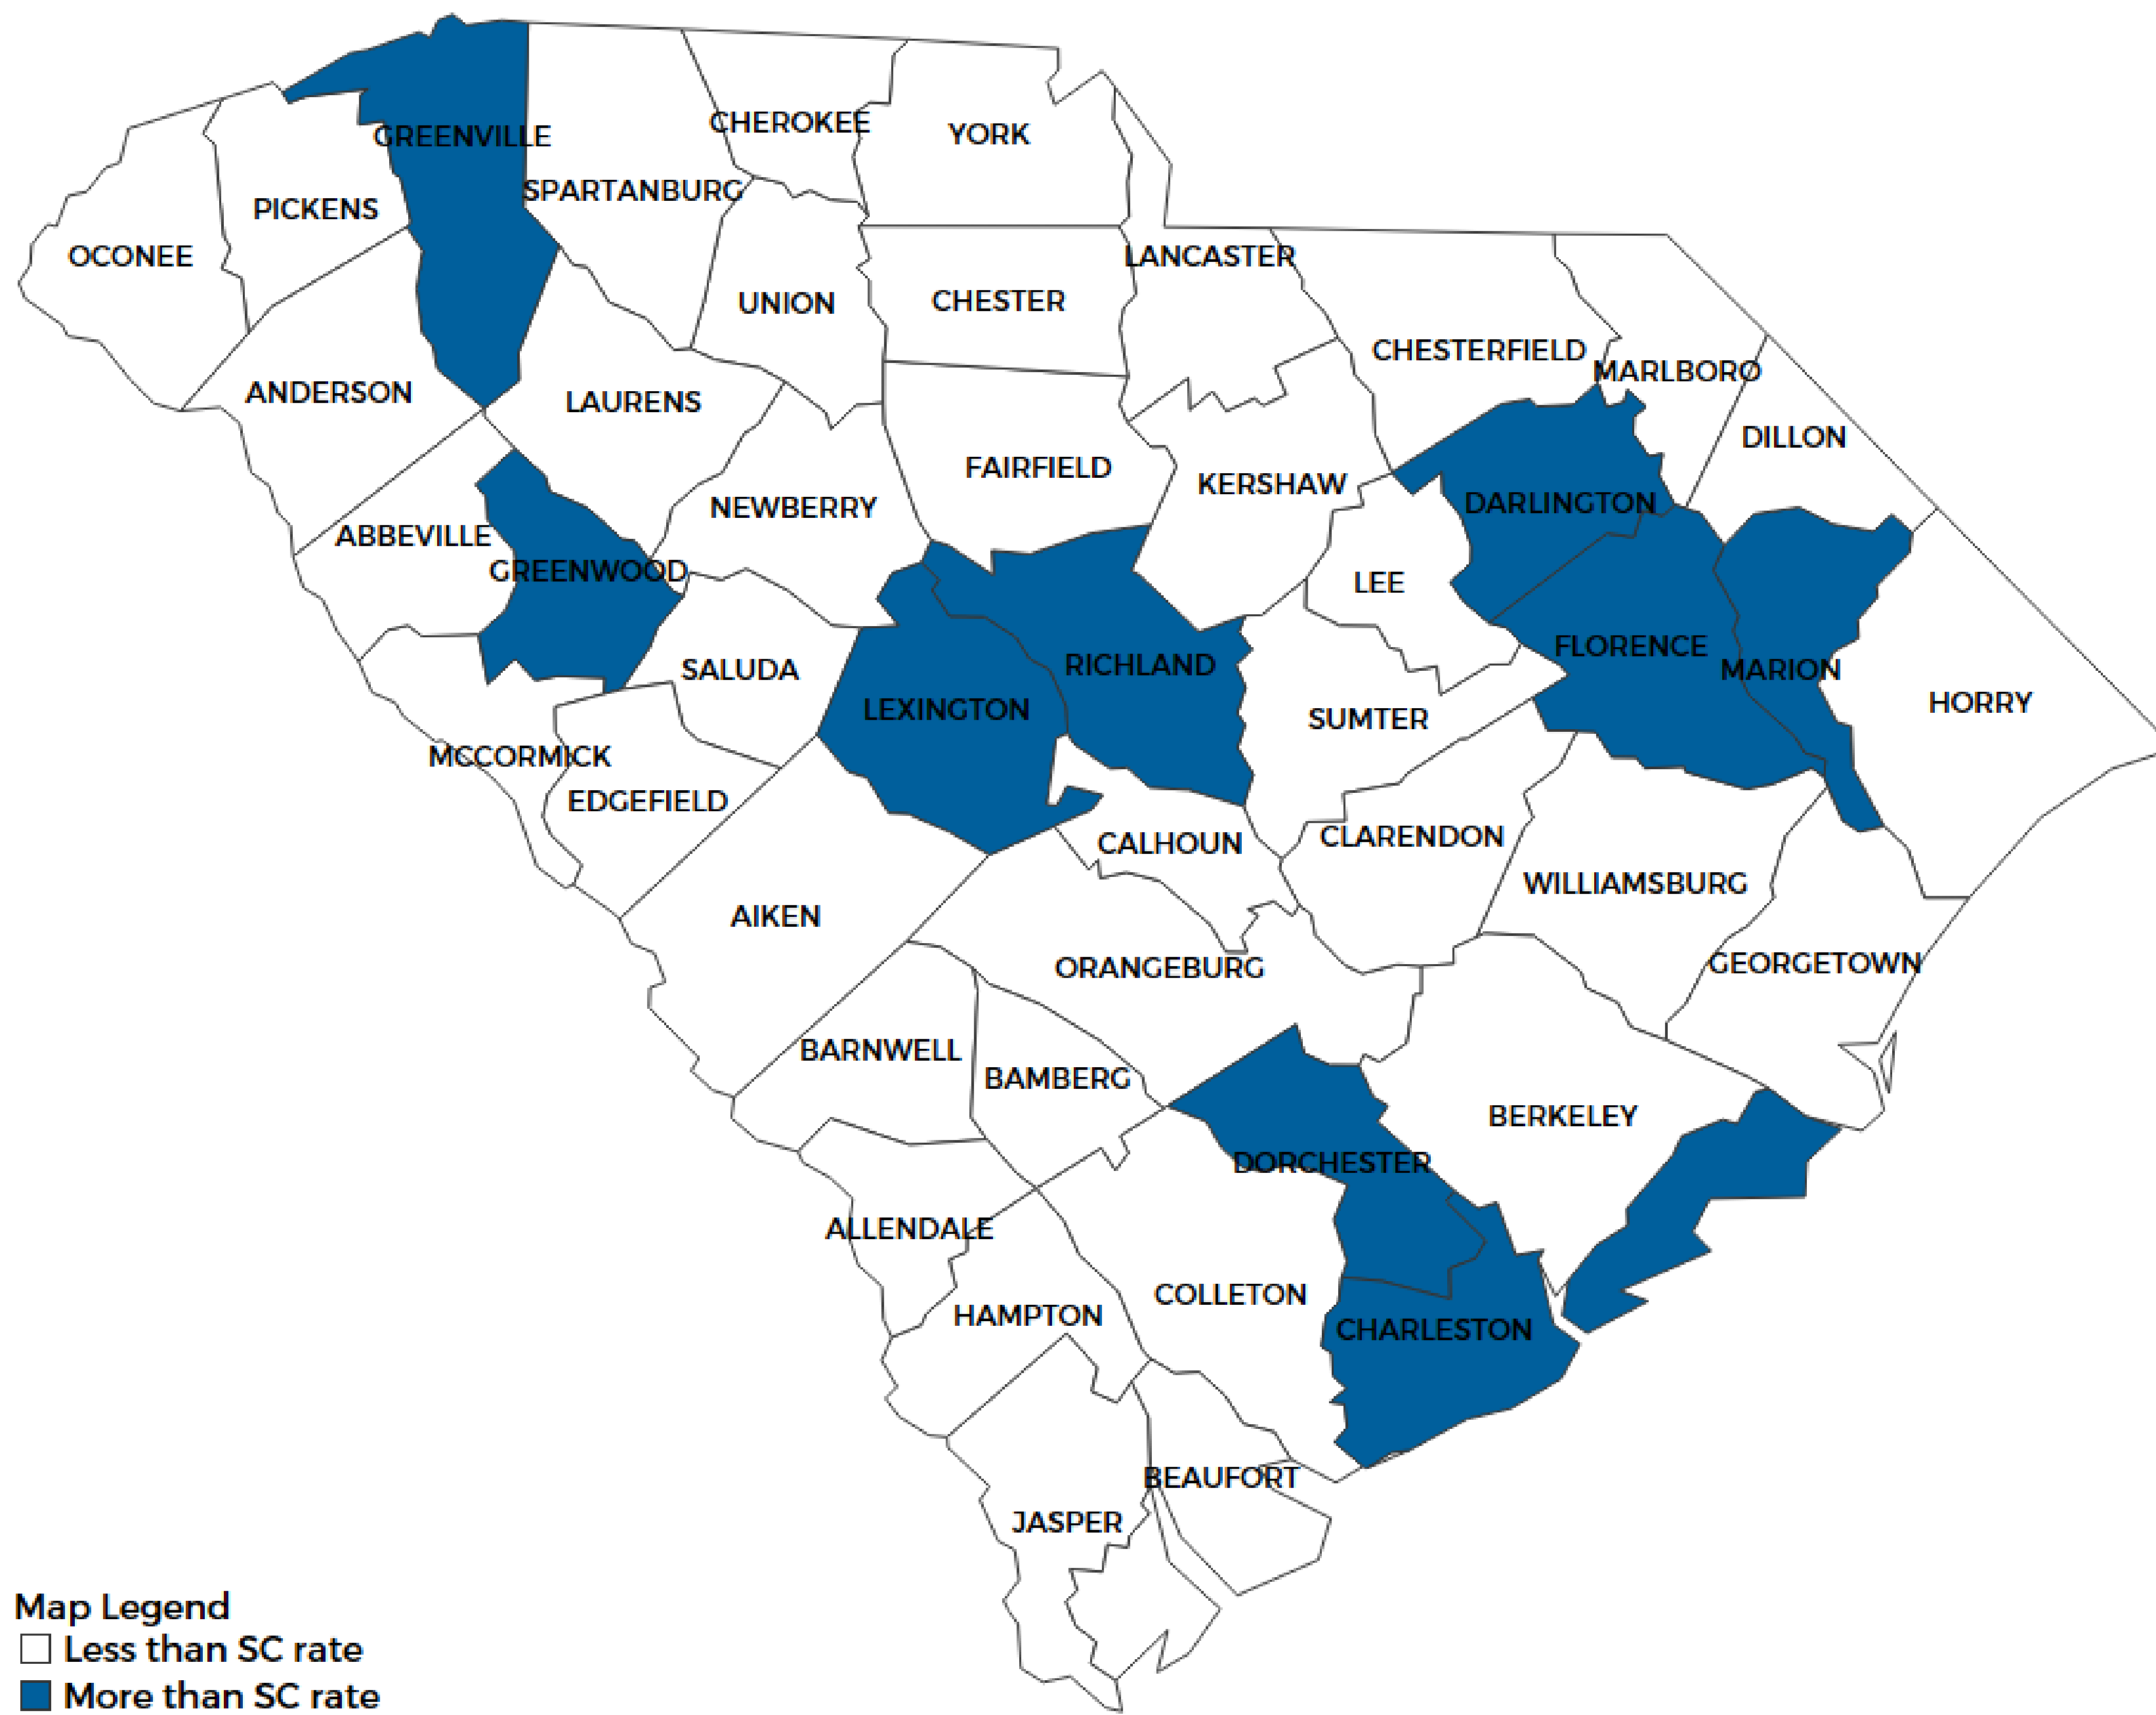 CHEROKEE
YORK
GREENVILLE
SPARTANBURG
PICKENS
OCONEE
LANCASTER
UNION
CHESTER
CHESTERFIELD
MARLBORO
ANDERSON
LAURENS
DILLON
FAIRFIELD
KERSHAW
DARLINGTON
NEWBERRY
ABBEVILLE
GREENWOOD
LEE
FLORENCE
RICHLAND
MARION
SALUDA
HORRY
LEXINGTON
SUMTER
MCCORMICK
EDGEFIELD
CLARENDON
CALHOUN
WILLIAMSBURG
AIKEN
GEORGETOWN
ORANGEBURG
BARNWELL
BAMBERG
BERKELEY
DORCHESTER
ALLENDALE
COLLETON
HAMPTON
CHARLESTON
BEAUFORT
JASPER
Map Legend
Less than SC rate
More than SC rate